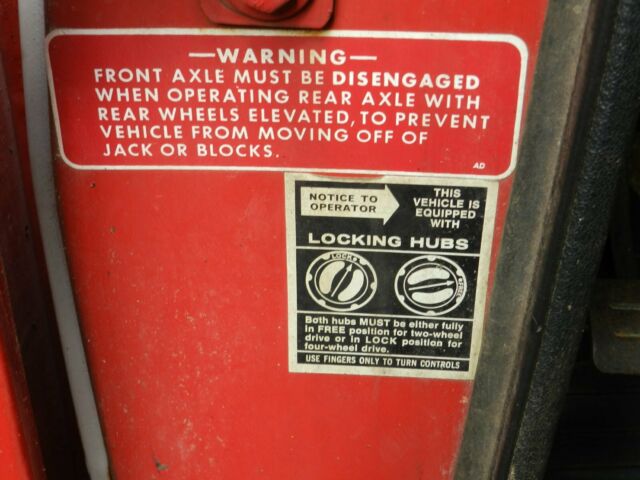 —WARNING—
FRONT AXLE MUST BE DISENGAGED
WHEN OPERATING REAR AXLE WITH
REAR WHEELS ELEVATED, TO PREVENT
VEHICLE FROM MOVING OFF OF
JACK OR BLOCKS.
AD
NOTICE TO
OPERATOR
THIS
VEHICLE IS
EQUIPPED
WITH
LOCKING HUBS
LOCK
FREE
Both hubs MUST be either fully
in FREE position for two-wheel
drive or in LOCK position for
four-wheel drive.
USE FINGERS ONLY TO TURN CONTROLS